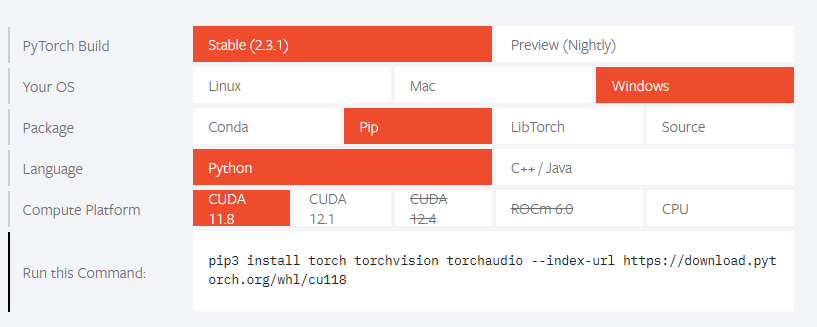 PyTorch Build
Stable (2.3.1)
Preview (Nightly)
Your OS
Linux
Mac
Windows
Package
Conda
Pip
LibTorch
Source
Language
Python
C++ / Java
Compute Platform
CUDA
11.8
CUDA
12.1
CUDA
12.4
ROCm 6.0
CPU
Run this Command:
pip3 install torch torchvision torchaudio --index-url https://download.pyt
orch.org/whl/cu118